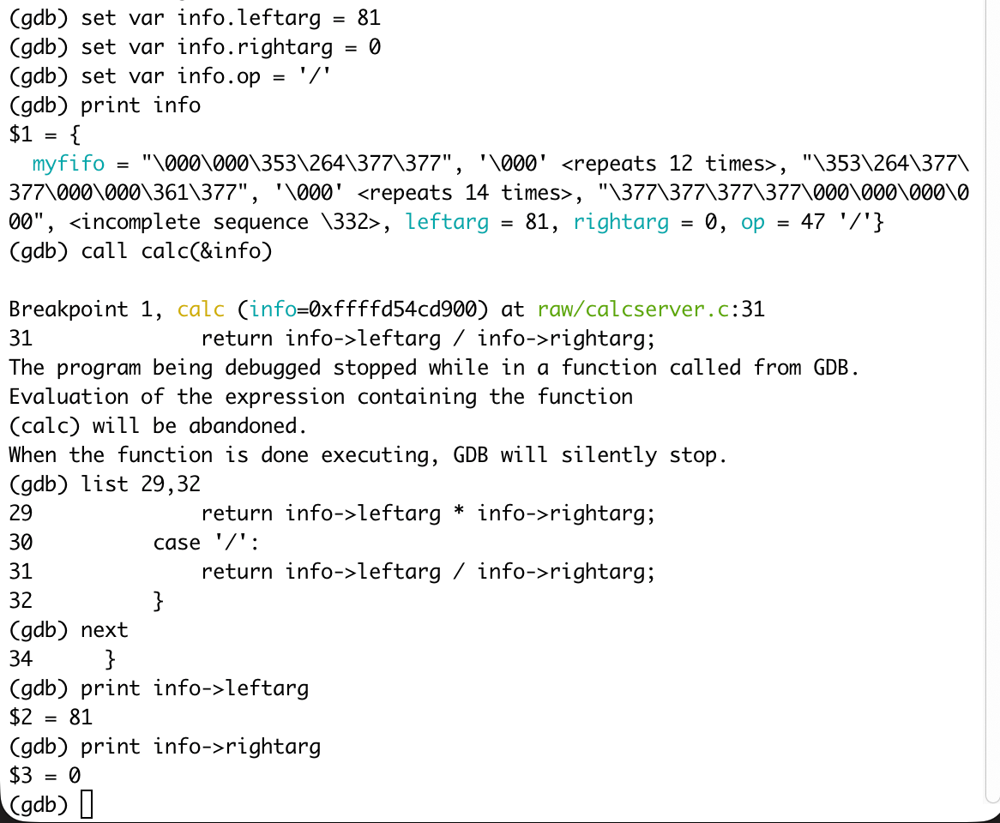 (gdb) set var info.leftarg = 81
(gdb) set var info.rightarg = 0
(gdb) set var info.op = '/'
(gdb) print info
$1 = {
  myfifo = "\000\000\353\264\377\377", '\000' <repeats 12 times>, "\353\264\377\
377\000\000\361\377", '\000' <repeats 14 times>, "\377\377\377\377\000\000\000\0
00", <incomplete sequence \332>, leftarg = 81, rightarg = 0, op = 47 '/'}
(gdb) call calc(&info)

Breakpoint 1, calc (info=0xffffd54cd900) at raw/calcserver.c:31
31              return info->leftarg / info->rightarg;
The program being debugged stopped while in a function called from GDB.
Evaluation of the expression containing the function
(calc) will be abandoned.
When the function is done executing, GDB will silently stop.
(gdb) list 29,32
29              return info->leftarg * info->rightarg;
30          case '/':
31              return info->leftarg / info->rightarg;
32          }
(gdb) next
34      }
(gdb) print info->leftarg
$2 = 81
(gdb) print info->rightarg
$3 = 0
(gdb)